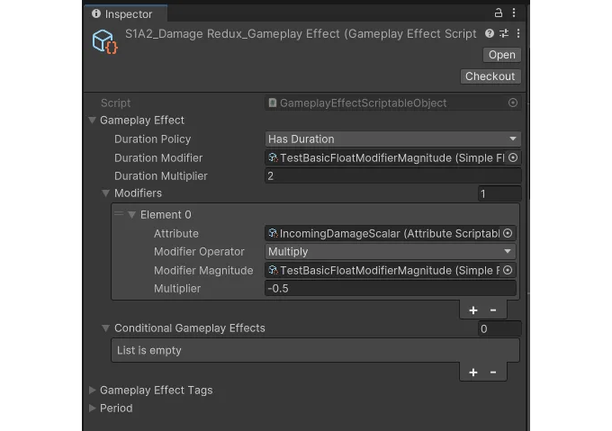 Inspector
S1A2_Damage Redux_Gameplay Effect (Gameplay Effect Script
Open
Checkout
Script GameplayEffectScriptableObject
Gameplay Effect
Duration Policy Has Duration
Duration Modifier TestBasicFloatModifierMagnitude (Simple Fl
Duration Multiplier 2
Modifiers 1
Element 0
Attribute IncomingDamageScalar (Attribute Scriptabl
Modifier Operator Multiply
Modifier Magnitude TestBasicFloatModifierMagnitude (Simple F
Multiplier -0.5
Conditional Gameplay Effects 0
List is empty
Gameplay Effect Tags
Period